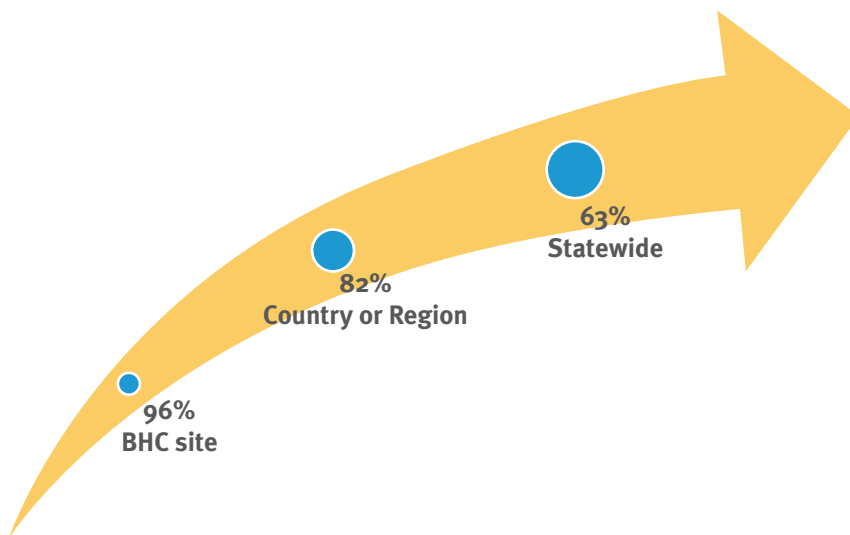 63%
Statewide
82%
Country or Region
96%
BHC site